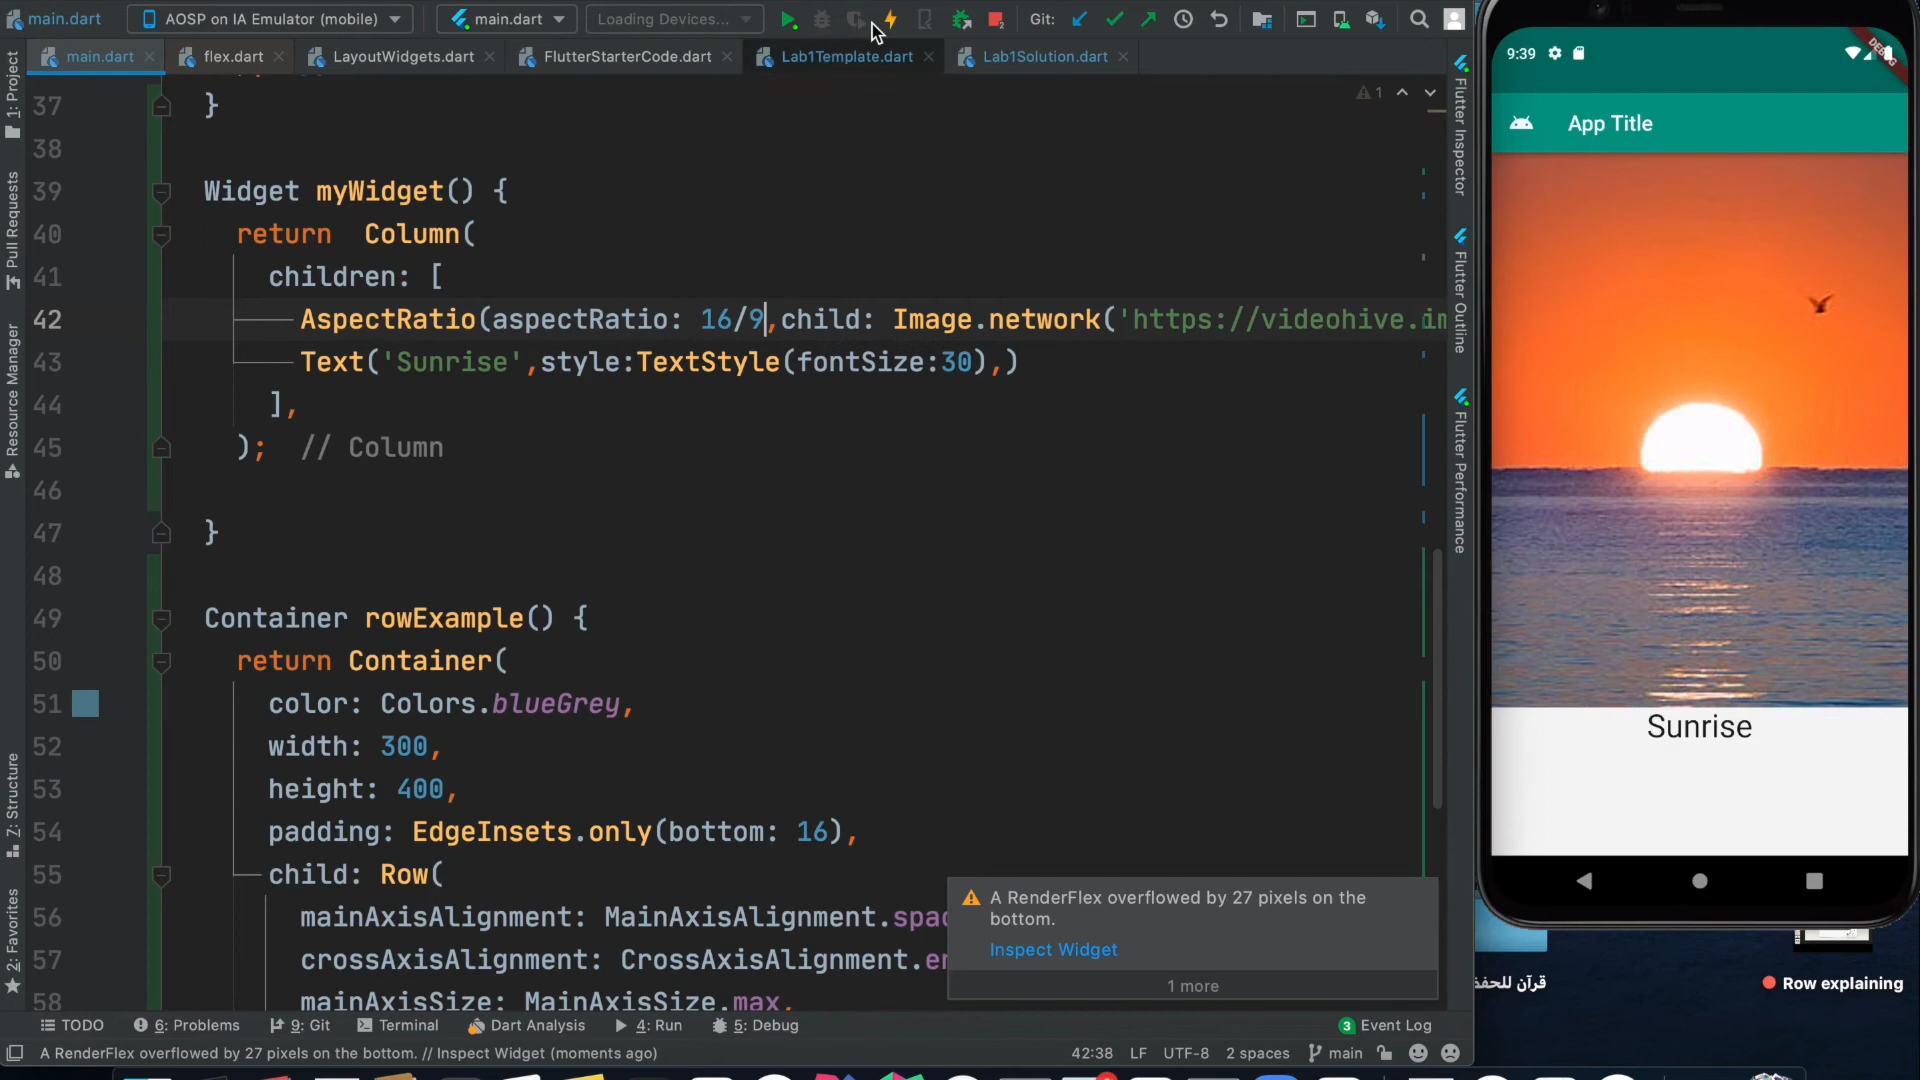 main.dart
AOSP on IA Emulator (mobile)
main.dart
Loading Devices...
Git:
main.dart
flex.dart
LayoutWidgets.dart
FlutterStarterCode.dart
Lab1Template.dart
Lab1Solution.dart
1
37 }
38
39 Widget myWidget() {
40 return  Column(
41 children: [
42 AspectRatio(aspectRatio: 16/9,child: Image.network('https://videohive.im
43 Text('Sunrise',style:TextStyle(fontSize:30),)
44 ],
45 );  // Column
46
47 }
48
49 Container rowExample() {
50 return Container(
51 color: Colors.blueGrey,
52 width: 300,
53 height: 400,
54 padding: EdgeInsets.only(bottom: 16),
55 child: Row(
56 mainAxisAlignment: MainAxisAlignment.spac
57 crossAxisAlignment: CrossAxisAlignment.en
58 mainAxisSize: MainAxisSize.max,
A RenderFlex overflowed by 27 pixels on the
bottom.
Inspect Widget
1 more
1: Project
Pull Requests
Resource Manager
7: Structure
2: Favorites
Flutter Inspector
Flutter Outline
Flutter Performance
TODO
6: Problems
9: Git
Terminal
Dart Analysis
4: Run
5: Debug
3 Event Log
A RenderFlex overflowed by 27 pixels on the bottom. // Inspect Widget (moments ago)
42:38
LF
UTF-8
2 spaces
main
9:39
DEBUG
App Title
Sunrise
قرآن للحفظ
Row explaining